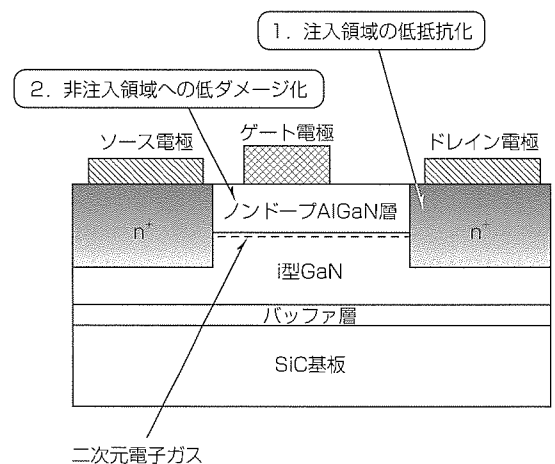 1. 注入領域の低抵抗化
2. 非注入領域への低ダメージ化
ソース電極
ゲート電極
ドレイン電極
n⁺
ノンドープAlGaN層
n⁺
i型GaN
バッファ層
SiC基板
二次元電子ガス